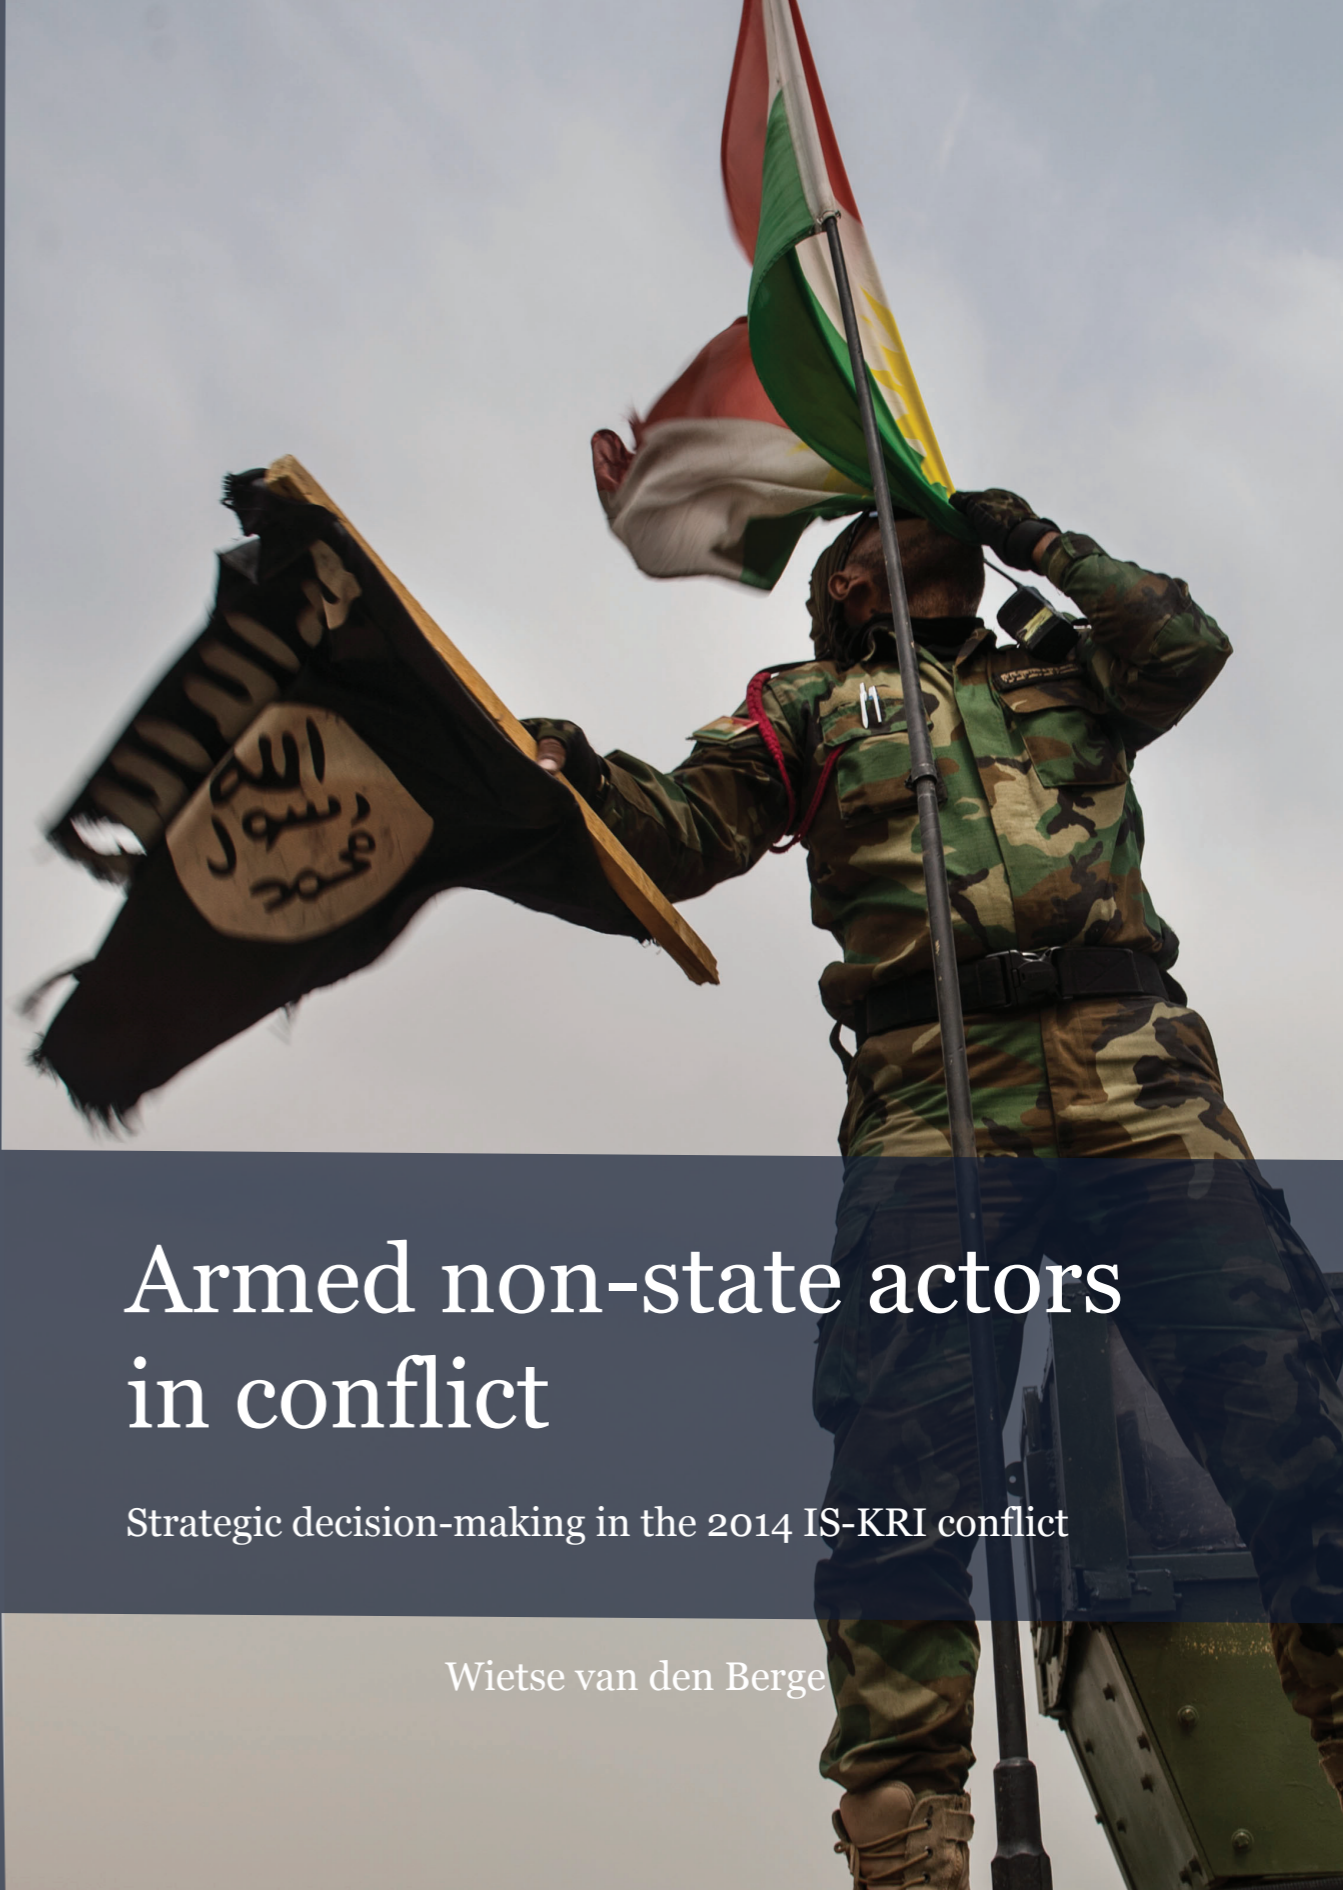 الله
رسول
محمد
Armed non-state actors
in conflict
Strategic decision-making in the 2014 IS-KRI conflict
Wietse van den Berge